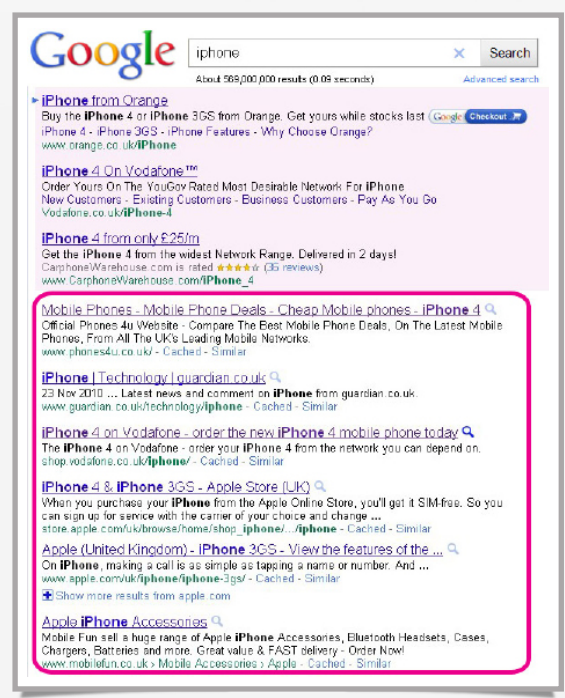 Google
iphone
×
Search
About 569,000,000 results (0.09 seconds)
Advanced search
iPhone from Orange
Buy the iPhone 4 or iPhone 3GS from Orange. Get yours while stocks last Google Checkout
iPhone 4 - iPhone 3GS - iPhone Features - Why Choose Orange?
www.orange.co.uk/iPhone
iPhone 4 On Vodafone™
Order Yours On The YouGov Rated Most Desirable Network For iPhone
New Customers - Existing Customers - Business Customers - Pay As You Go
Vodafone.co.uk/iPhone-4
iPhone 4 from only £25/m
Get the iPhone 4 from the widest Network Range. Delivered in 2 days!
CarphoneWarehouse.com is rated ★★★★☆ (35 reviews)
www.CarphoneWarehouse.com/iPhone_4
Mobile Phones - Mobile Phone Deals - Cheap Mobile phones - iPhone 4
Official Phones 4u Website - Compare The Best Mobile Phone Deals, On The Latest Mobile
Phones, From All The UK's Leading Mobile Networks.
www.phones4u.co.uk/ - Cached - Similar
iPhone | Technology | guardian.co.uk
23 Nov 2010 ... Latest news and comment on iPhone from guardian.co.uk.
www.guardian.co.uk/technology/iphone - Cached - Similar
iPhone 4 on Vodafone - order the new iPhone 4 mobile phone today
The iPhone 4 on Vodafone - order your iPhone 4 from the network you can depend on.
shop.vodafone.co.uk/iphone/ - Cached - Similar
iPhone 4 & iPhone 3GS - Apple Store (UK)
When you purchase your iPhone from the Apple Online Store, you'll get it SIM-free. So you
can sign up for service with the carrier of your choice and change ...
store.apple.com/uk/browse/home/shop_iphone/.../iphone - Cached - Similar
Apple (United Kingdom) - iPhone 3GS - View the features of the ...
On iPhone, making a call is as simple as tapping a name or number. And ...
www.apple.com/uk/iphone/iphone-3gs/ - Cached - Similar
Show more results from apple.com
Apple iPhone Accessories
Mobile Fun sell a huge range of Apple iPhone Accessories, Bluetooth Headsets, Cases,
Chargers, Batteries and more. Great value & FAST delivery - Order Now!
www.mobilefun.co.uk › Mobile Accessories › Apple - Cached - Similar